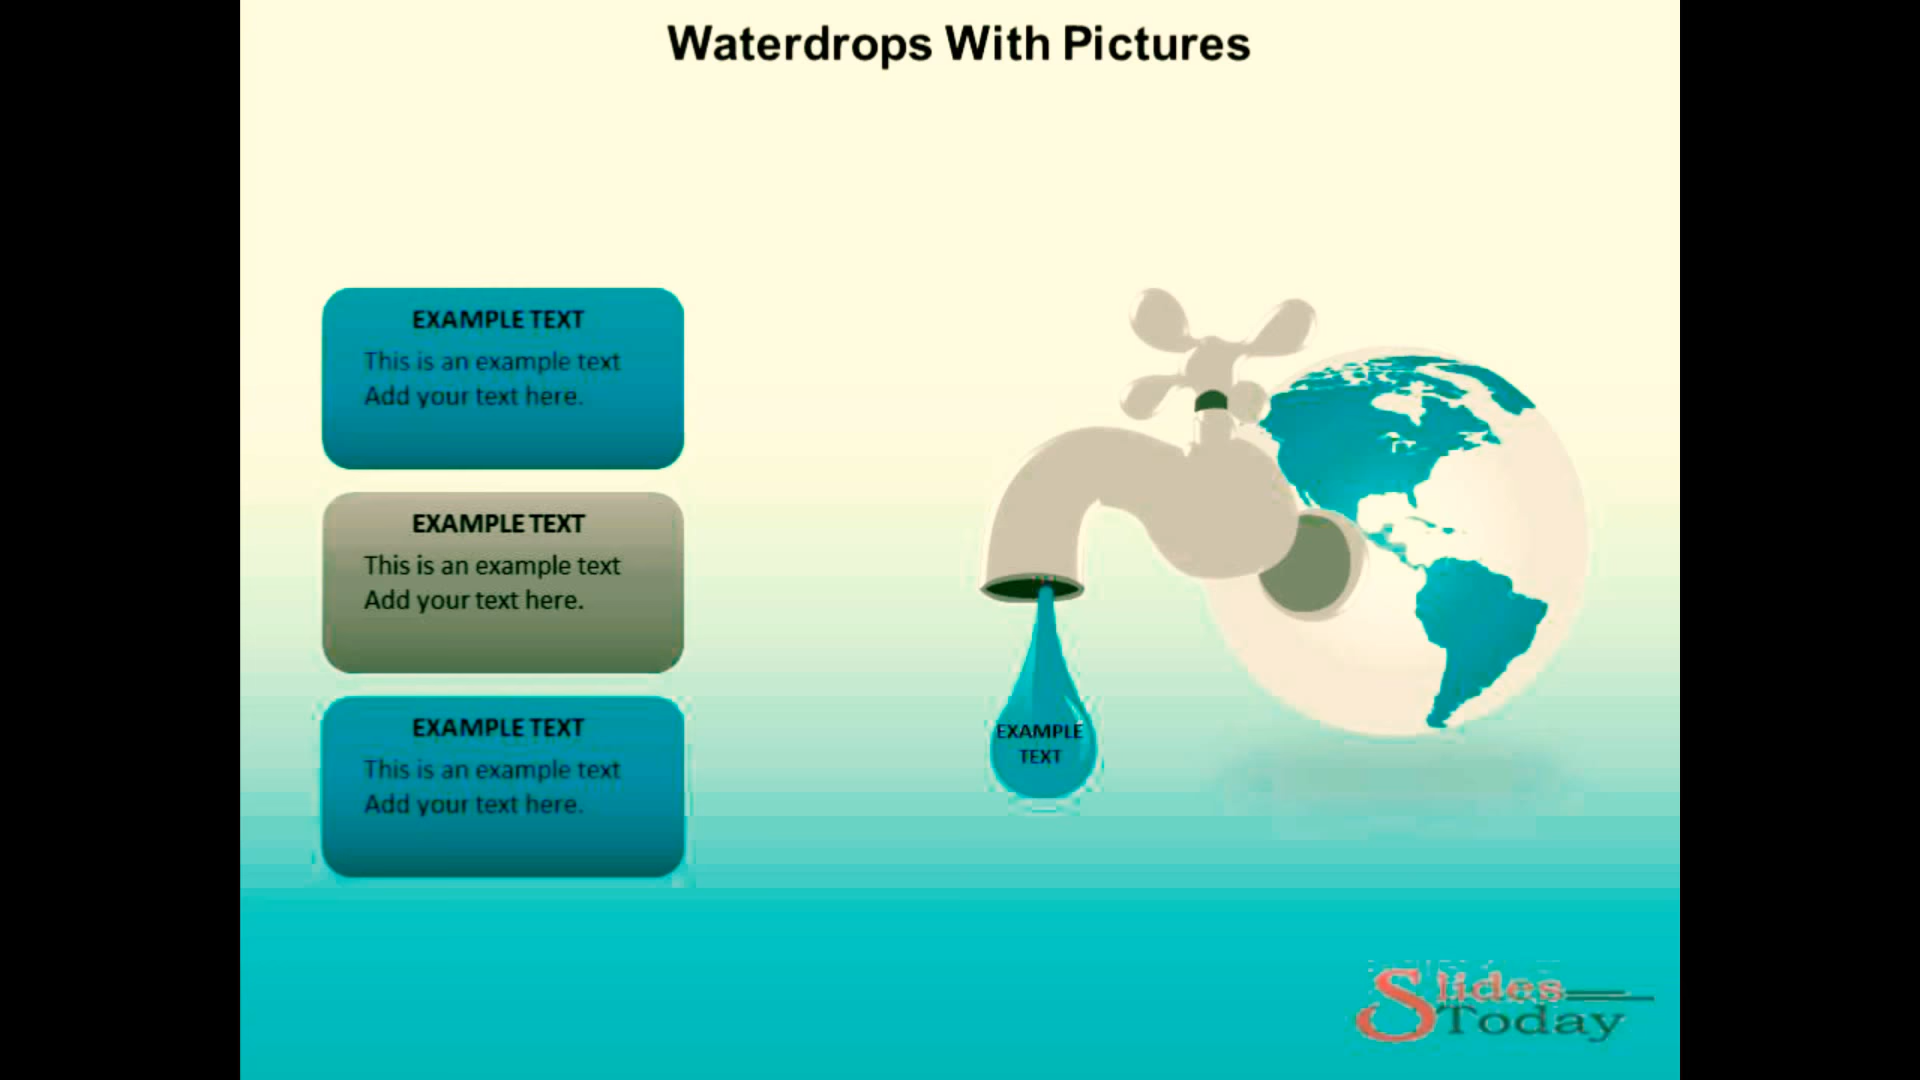 Waterdrops With Pictures
EXAMPLE TEXT
This is an example text
Add your text here.
EXAMPLE TEXT
This is an example text
Add your text here.
EXAMPLE TEXT
This is an example text
Add your text here.
EXAMPLE
TEXT
Slides
Today